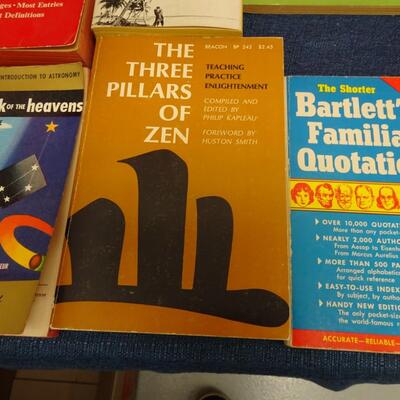 ges • Most Entries
t Definitions
INTRODUCTION TO ASTRONOMY
k OF the heavens
THE
THREE
PILLARS
OF
ZEN
BEACON BP 242 $2.45
TEACHING
PRACTICE
ENLIGHTENMENT
COMPILED AND
EDITED BY
PHILIP KAPLEAU
FOREWORD BY
HUSTON SMITH
The Shorter
Bartlett's
Familia
Quotatio
OVER 10,000 QUOTAT
More than any pocket-
NEARLY 2,000 AUTHO
From Aesop to Eisenh
From Marcus Aurelius
MORE THAN 500 PA
Arranged alphabetica
for quick reference
EASY-TO-USE INDEX
By subject, by autho
HANDY NEW EDITION
The only pocket-siz
the world-famous r
ACCURATE—RELIABLE—